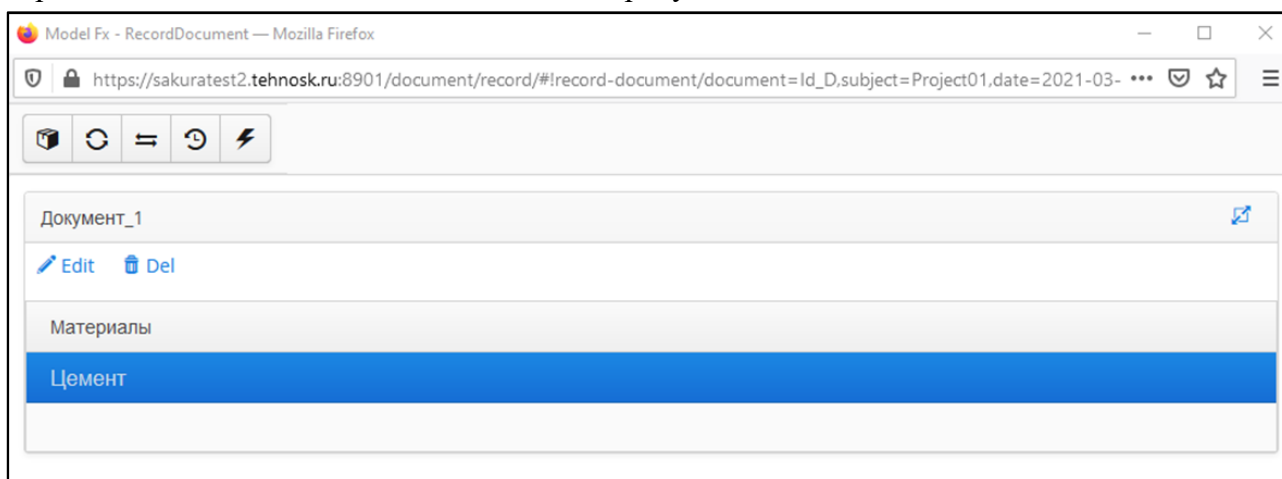 Model Fx - RecordDocument — Mozilla Firefox
https://sakuratest2.tehnosk.ru:8901/document/record/#!record-document/document=Id_D,subject=Project01,date=2021-03-
Документ_1
Edit Del
Материалы
Цемент